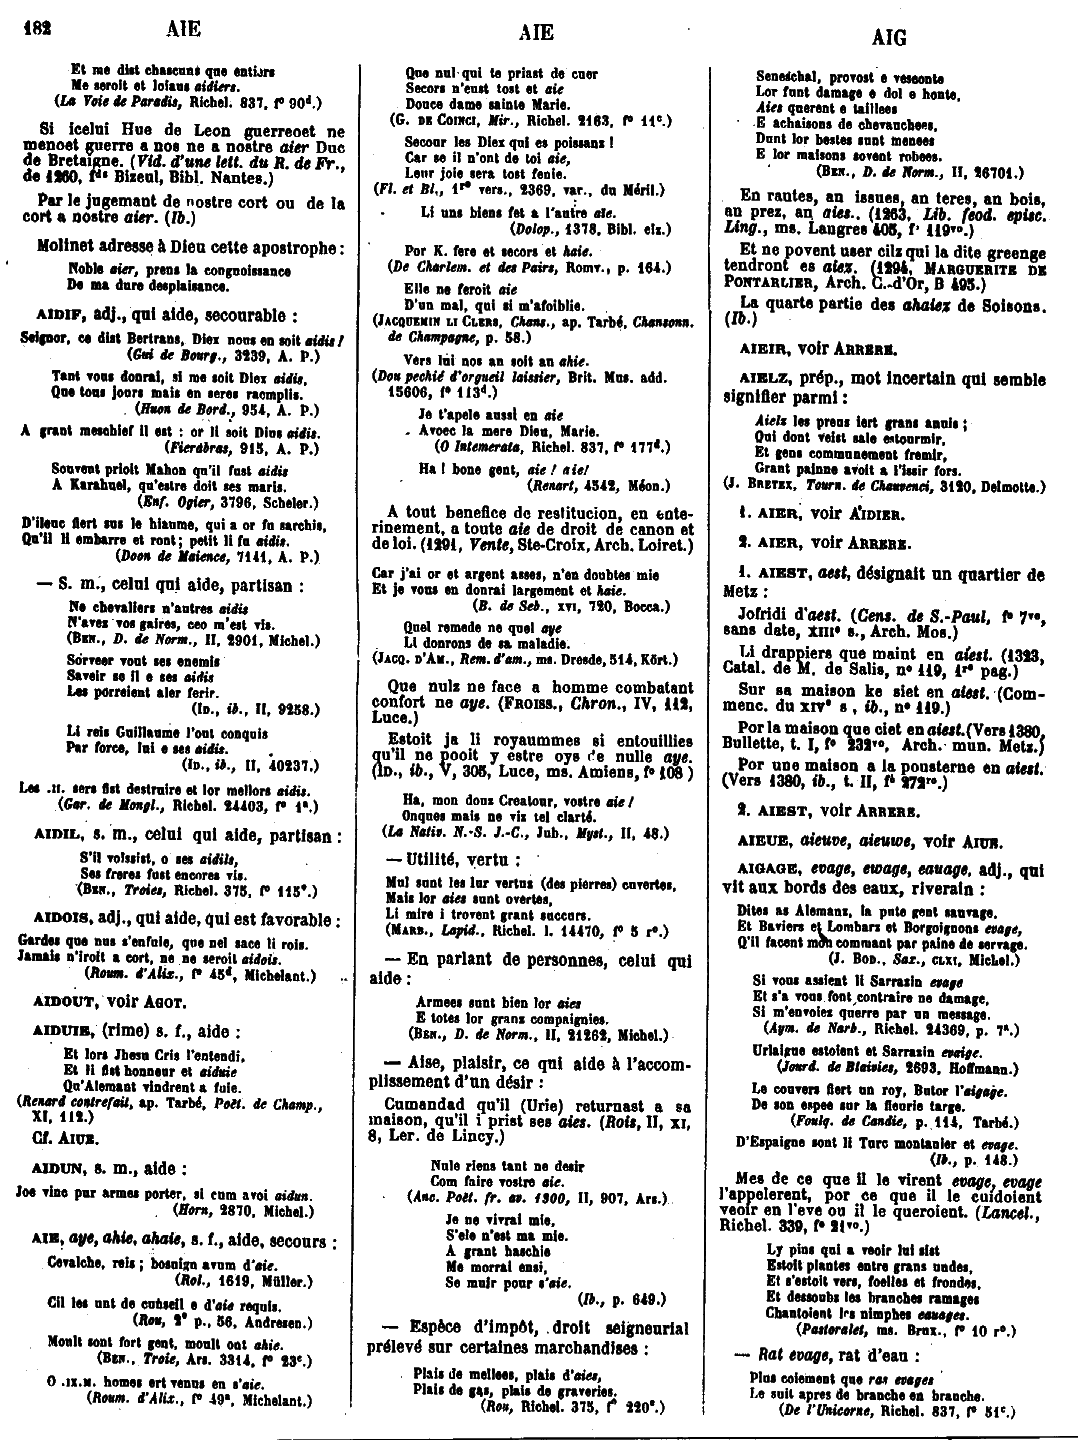 182 AIE
AIE
AIG
Et me dist chascuns que entiers
Me seroit et loiaus aidiers.
(La Voie de Paradis, Richel. 837, fº 90d.)
Si icelui Hue de Leon guerreoet ne
menoet guerre a nos ne a nostre aier Duc
de Bretaigne. (Vid. d'une lett. du R. de Fr.,
de 1260, fds Bizeul, Bibl. Nantes.)
Par le jugemant de nostre cort ou de la
cort a nostre aier. (Ib.)
Molinet adresse à Dieu cette apostrophe :
Noble aier, prens la congnoissance
De ma dure desplaisance.
AIDIF, adj., qui aide, secourable :
Seignor, ce dist Bertrans, Diex nous en soit aidis !
(Gui de Bourg., 3239, A. P.)
Tant vous donrai, si me soit Diex aidis,
Que tous jours mais en seres raemplis.
(Huon de Bord., 954, A. P.)
A grant meschief il est : or li soit Dius aidis.
(Fierabras, 915, A. P.)
Souvent prioit Mahon qu'il fust aidis
A Karahuel, qu'estre doit ses maris.
(Enf. Ogier, 3796, Scheler.)
D'ileuc fiert sus le hiaume, qui a or fu sarchis,
Qu'il li embarre et ront ; petit li fu aidis.
(Doon de Maience, 7141, A. P.)
— S. m., celui qui aide, partisan :
Ne chevaliers n'autres aidis
N'avez vos gaires, ceo m'est vis.
(Ben., D. de Norm., II, 2901, Michel.)
Sorveer vout ses enemis
Saveir se il e ses aidis
Les porreient aler ferir.
(Id., ib., II, 9258.)
Li reis Guillaume l'out conquis
Par force, lui e ses aidis.
(Id., ib., II, 40237.)
Les .II. sers fist destruire et lor mellors aidis.
(Gar. de Mongl., Richel. 24403, fº 1a.)
AIDIL, s. m., celui qui aide, partisan :
S'il voissist, o ses aidils,
Ses freres fust encores vis.
(Ben., Troies, Richel. 375, fº 115e.)
AIDOIS, adj., qui aide, qui est favorable :
Gardes que nus s'enfuie, que nel sace li rois.
Jamais n'iroit a cort, ne ne seroit aidois.
(Roum. d'Alix., fº 45d, Michelant.)
AIDOUT, voir Agot.
AIDUIE, (rime) s. f., aide :
Et lors Jhesu Cris l'entendi,
Et li fist honneur et aiduie
Qu'Alemant vindrent a fuie.
(Renard contrefait, ap. Tarbé, Poët. de Champ.,
XI, 112.)
Cf. Aiue.
AIDUN, s. m., aide :
Joe vinc pur armes porter, si cum avoi aidun.
(Horn, 2870, Michel.)
AIE, aye, ahie, ahaie, s. f., aide, secours :
Cevalche, reis ; bosuign avum d'aie.
(Rol., 1619, Müller.)
Cil les unt de cunseil e d'aie requis.
(Rou, 2e p., 56, Andresen.)
Moult sont fort gent, moult ont ahie.
(Ben., Troie, Ars. 3314, fº 23c.)
O .IX.M. homes ert venus en s'aie.
(Roum. d'Alix., fº 49a, Michelant.)
Que nul qui te priast de cuer
Secors n'eust tost et aie
Douce dame sainte Marie.
(G. de Coinci, Mir., Richel. 2163, fº 11c.)
Secour les Diex qui es poissanz !
Car se il n'ont de toi aie,
Leur joie sera tost fenie.
(Fl. et Bl., 1re vers., 2369, var., du Méril.)
Li uns biens fet a l'autre aie.
(Dolop., 1378, Bibl. elz.)
Por K. fere et secors et haie.
(De Charlem. et des Pairs, Romv., p. 164.)
Elle ne feroit aie
D'un mal, qui si m'afoiblie.
(Jacquemin li Clers, Chans., ap. Tarbé, Chansonn.
de Champagne, p. 58.)
Vers lui nos an soit an ahie.
(Dou pechié d'orgueil laissier, Brit. Mus. add.
15606, fº 113d.)
Je t'apele aussi en aie
Avoec la mere Dieu, Marie.
(O Intemerata, Richel. 837, fº 177d.)
Ha ! bone gent, aie ! aie !
(Renart, 4542, Méon.)
A tout benefice de restitucion, en ente-
rinement, a toute aie de droit de canon et
de loi. (1291, Vente, Ste-Croix, Arch. Loiret.)
Car j'ai or et argent asses, n'en doubtes mie
Et je vous en donrai largement et haie.
(B. de Seb., XVI, 720, Bocca.)
Quel remede ne quel aye
Li donrons de sa maladie.
(Jacq. d'Am., Rem. d'am., ms. Dresde, 514, Kört.)
Que nulz ne face a homme combatant
confort ne aye. (Froiss., Chron., IV, 112,
Luce.)
Estoit ja li royaummes si entouillies
qu'il ne pooit y estre oys de nulle aye.
(Id., ib., V, 305, Luce, ms. Amiens, fº 108)
Ha, mon doux Creatour, vostre aie !
Onques mais ne vix tel clarté.
(La Nativ. N.-S. J.-C., Jub., Myst., II, 48.)
— Utilité, vertu :
Mul sunt les lur vertus (des pierres) cuvertes,
Mais lor aies sunt overtes,
Li mire i trovent grant succurs.
(Marb., Lapid., Richel. l. 14470, fº 5 rº.)
— En parlant de personnes, celui qui
aide :
Armees sunt bien lor aies
E totes lor granz compaignies.
(Ben., D. de Norm., II, 21262, Michel.)
— Aise, plaisir, ce qui aide à l'accom-
plissement d'un désir :
Cumandad qu'il (Urie) returnast a sa
maison, qu'il i prist ses aies. (Rois, II, XI,
8, Ler. de Lincy.)
Nule riens tant ne desir
Com faire vostre aie.
(Anc. Poët. fr. av. 1300, II, 907, Ars.)
Je ne vivrai mie,
S'ele n'est ma mie.
A grant haschie
Me morrai ensi,
Se muir pour s'aie.
(Ib., p. 649.)
— Espèce d'impôt, droit seigneurial
prélevé sur certaines marchandises :
Plais de mellees, plais d'aies,
Plais de gas, plais de graveries.
(Rou, Richel. 375, fº 220e.)
Seneschal, provost e vesconte
Lor funt damage e dol e honte,
Aies querent e taillees
E achaisons de chevauchees,
Dunt lor bestes sunt menees
E lor maisons sovent robees.
(Ben., D. de Norm., II, 26701.)
En rantes, an issues, an teres, an bois,
an prez, an aies.. (1263, Lib. feod. episc.
Ling., ms. Langres 405, fº 119vo.)
Et ne povent user cilz qui la dite greenge
tendront es aiez. (1294, Marguerite de
Pontarlier, Arch. C.-d'Or, B 495.)
La quarte partie des ahaiez de Soisons.
(Ib.)
AIEIR, voir Arrere.
AIELZ, prép., mot incertain qui semble
signifier parmi :
Aielz les preus iert grans anuis ;
Qui dont veist sale estourmir,
Et gens communement fremir,
Grant painne avoit a l'issir fors.
(J. Bretex, Tourn. de Chauvenci, 3120, Delmotte.)
1. AIER, voir Aidier.
2. AIER, voir Arrere.
1. AIEST, aest, désignait un quartier de
Metz :
Jofridi d'aest. (Cens. de S.-Paul, fº 7vo,
sans date, XIIIe s., Arch. Mos.)
Li drappiers que maint en aiest. (1323,
Catal. de M. de Salis, nº 119, 1re pag.)
Sur sa maison ke siet en aiest. (Com-
menc. du XIVe s, ib., nº 119.)
Por la maison que ciet en aiest. (Vers 1380,
Bullette, t. I, fº 232vo, Arch. mun. Metz.)
Por une maison a la pousterne en aiest.
(Vers 1380, ib., t. II, fº 272ro.)
2. AIEST, voir Arrere.
AIEUE, aieuve, aieuwe, voir Aiue.
AIGAGE, evage, ewage, eauage, adj., qui
vit aux bords des eaux, riverain :
Dites as Alemanz, la pute gent sauvage.
Et Baviers et Lombars et Borgoignons evage,
Q'il facent mon commant par paine de servage.
(J. Bod., Sax., CLXI, Michel.)
Si vous assient li Sarrazin evage
Et s'a vous font contraire ne damage,
Si m'envoiez querre par un message.
(Aym. de Narb., Richel. 24369, p. 7a.)
Urlaigue estoient et Sarrazin evaige.
(Jourd. de Blaivies, 2693, Hoffmann.)
Le couvers fiert un roy, Butor l'aigage.
De son espee sur la fleurie targe.
(Foulq. de Candie, p. 114, Tarbé.)
D'Espaigne sont li Turc montanier et evage.
(Ib., p. 148.)
Mes de ce que il le virent evage, evage
l'appelerent, por ce que il le cuidoient
veoir en l'eve ou il le queroient. (Lancel.,
Richel. 339, fº 21vo.)
Ly pins qui a veoir lui sist
Estoit plantes entre grans undes,
Et s'estoit vers, foelles et frondes,
Et dessoubs les branches ramages
Chantoient les nimphes eauages.
(Pastoralet, ms. Brux., fº 10 rº.)
— Rat evage, rat d'eau :
Plus coiement que ras evages
Le suit apres de branche en branche.
(De l'Unicorne, Richel. 837, fº 51c.)